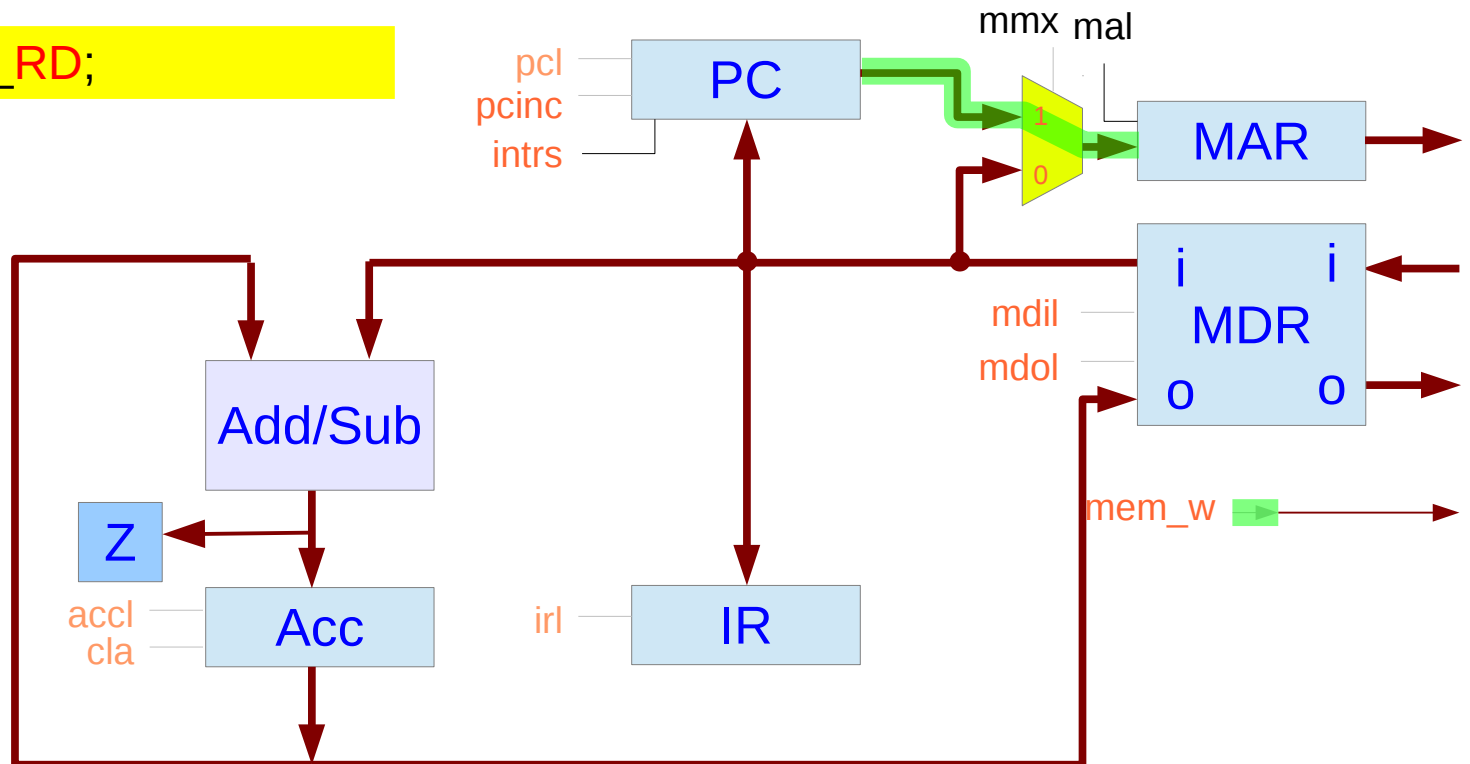 _RD;
mmx mal
pcl
pcinc
intrs
PC
1
0
MAR
i i
MDR
o o
mdil
mdol
Add/Sub
mem_w
Z
accl
cla
Acc
irl
IR